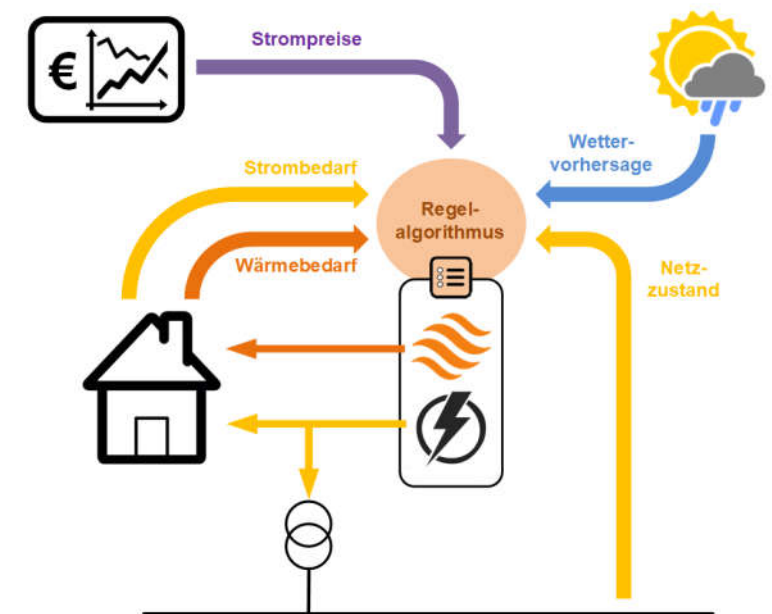 Strompreise
€
Wetter-
vorhersage
Strombedarf
Regel-
algorithmus
Wärmebedarf
Netz-
zustand